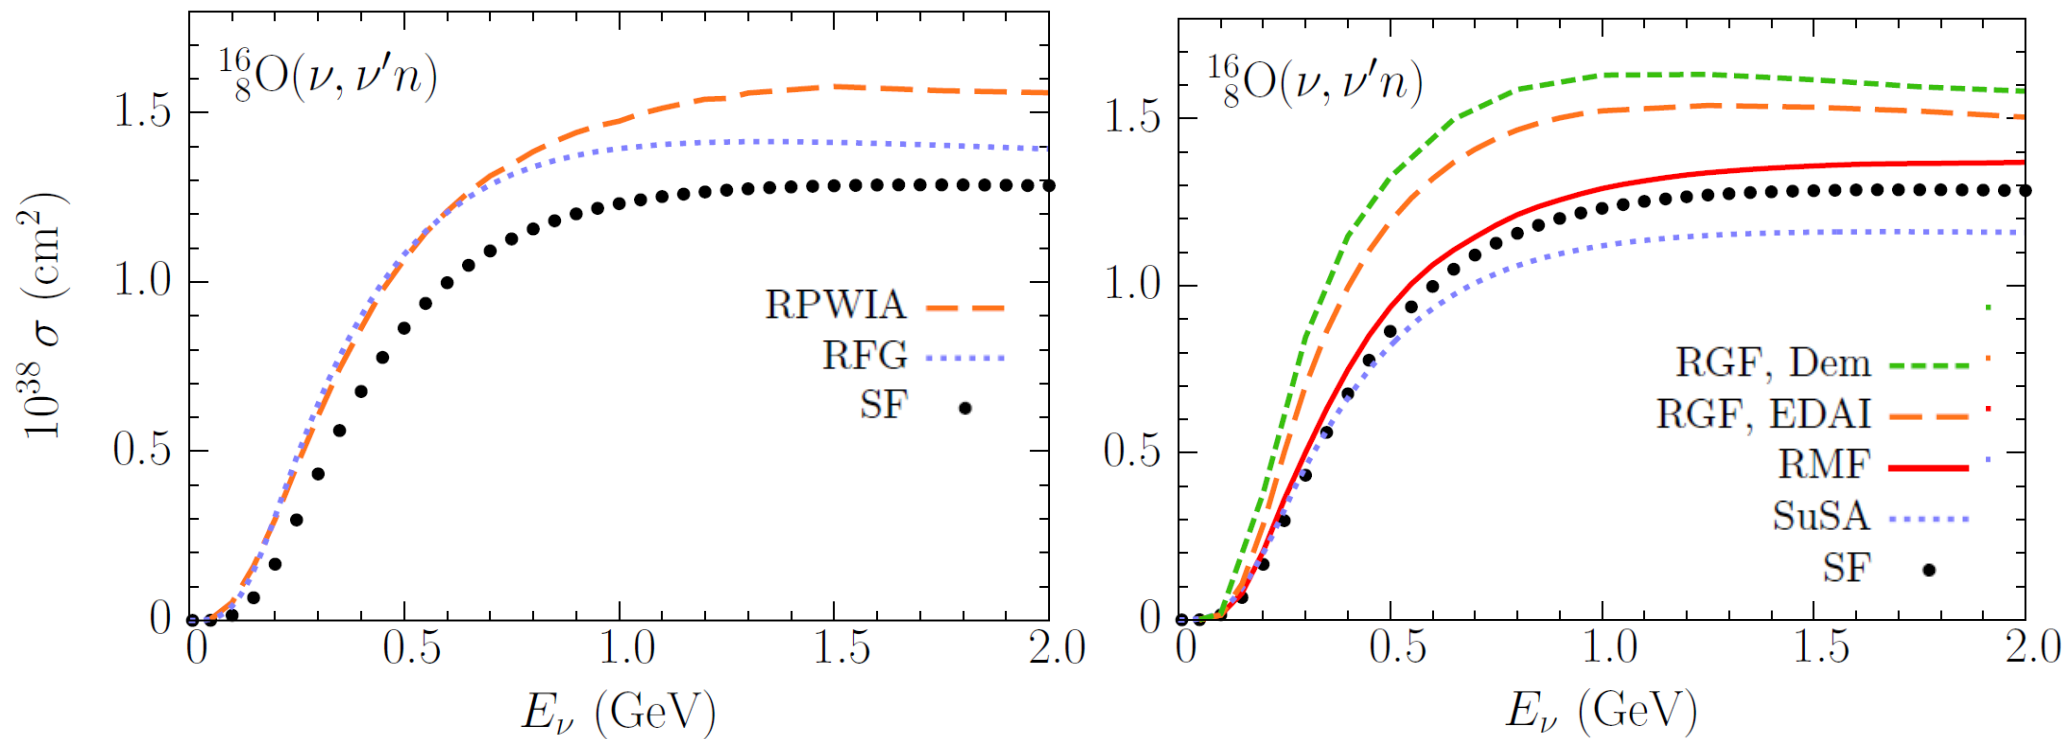 ¹⁶₈O(ν, ν′n)
10³⁸ σ (cm²)
1.5
1.0
0.5
0
RPWIA
RFG
SF
0 0.5 1.0 1.5 2.0
Eν (GeV)
¹⁶₈O(ν, ν′n)
1.5
1.0
0.5
0
RGF, Dem
RGF, EDAI
RMF
SuSA
SF
0 0.5 1.0 1.5 2.0
Eν (GeV)